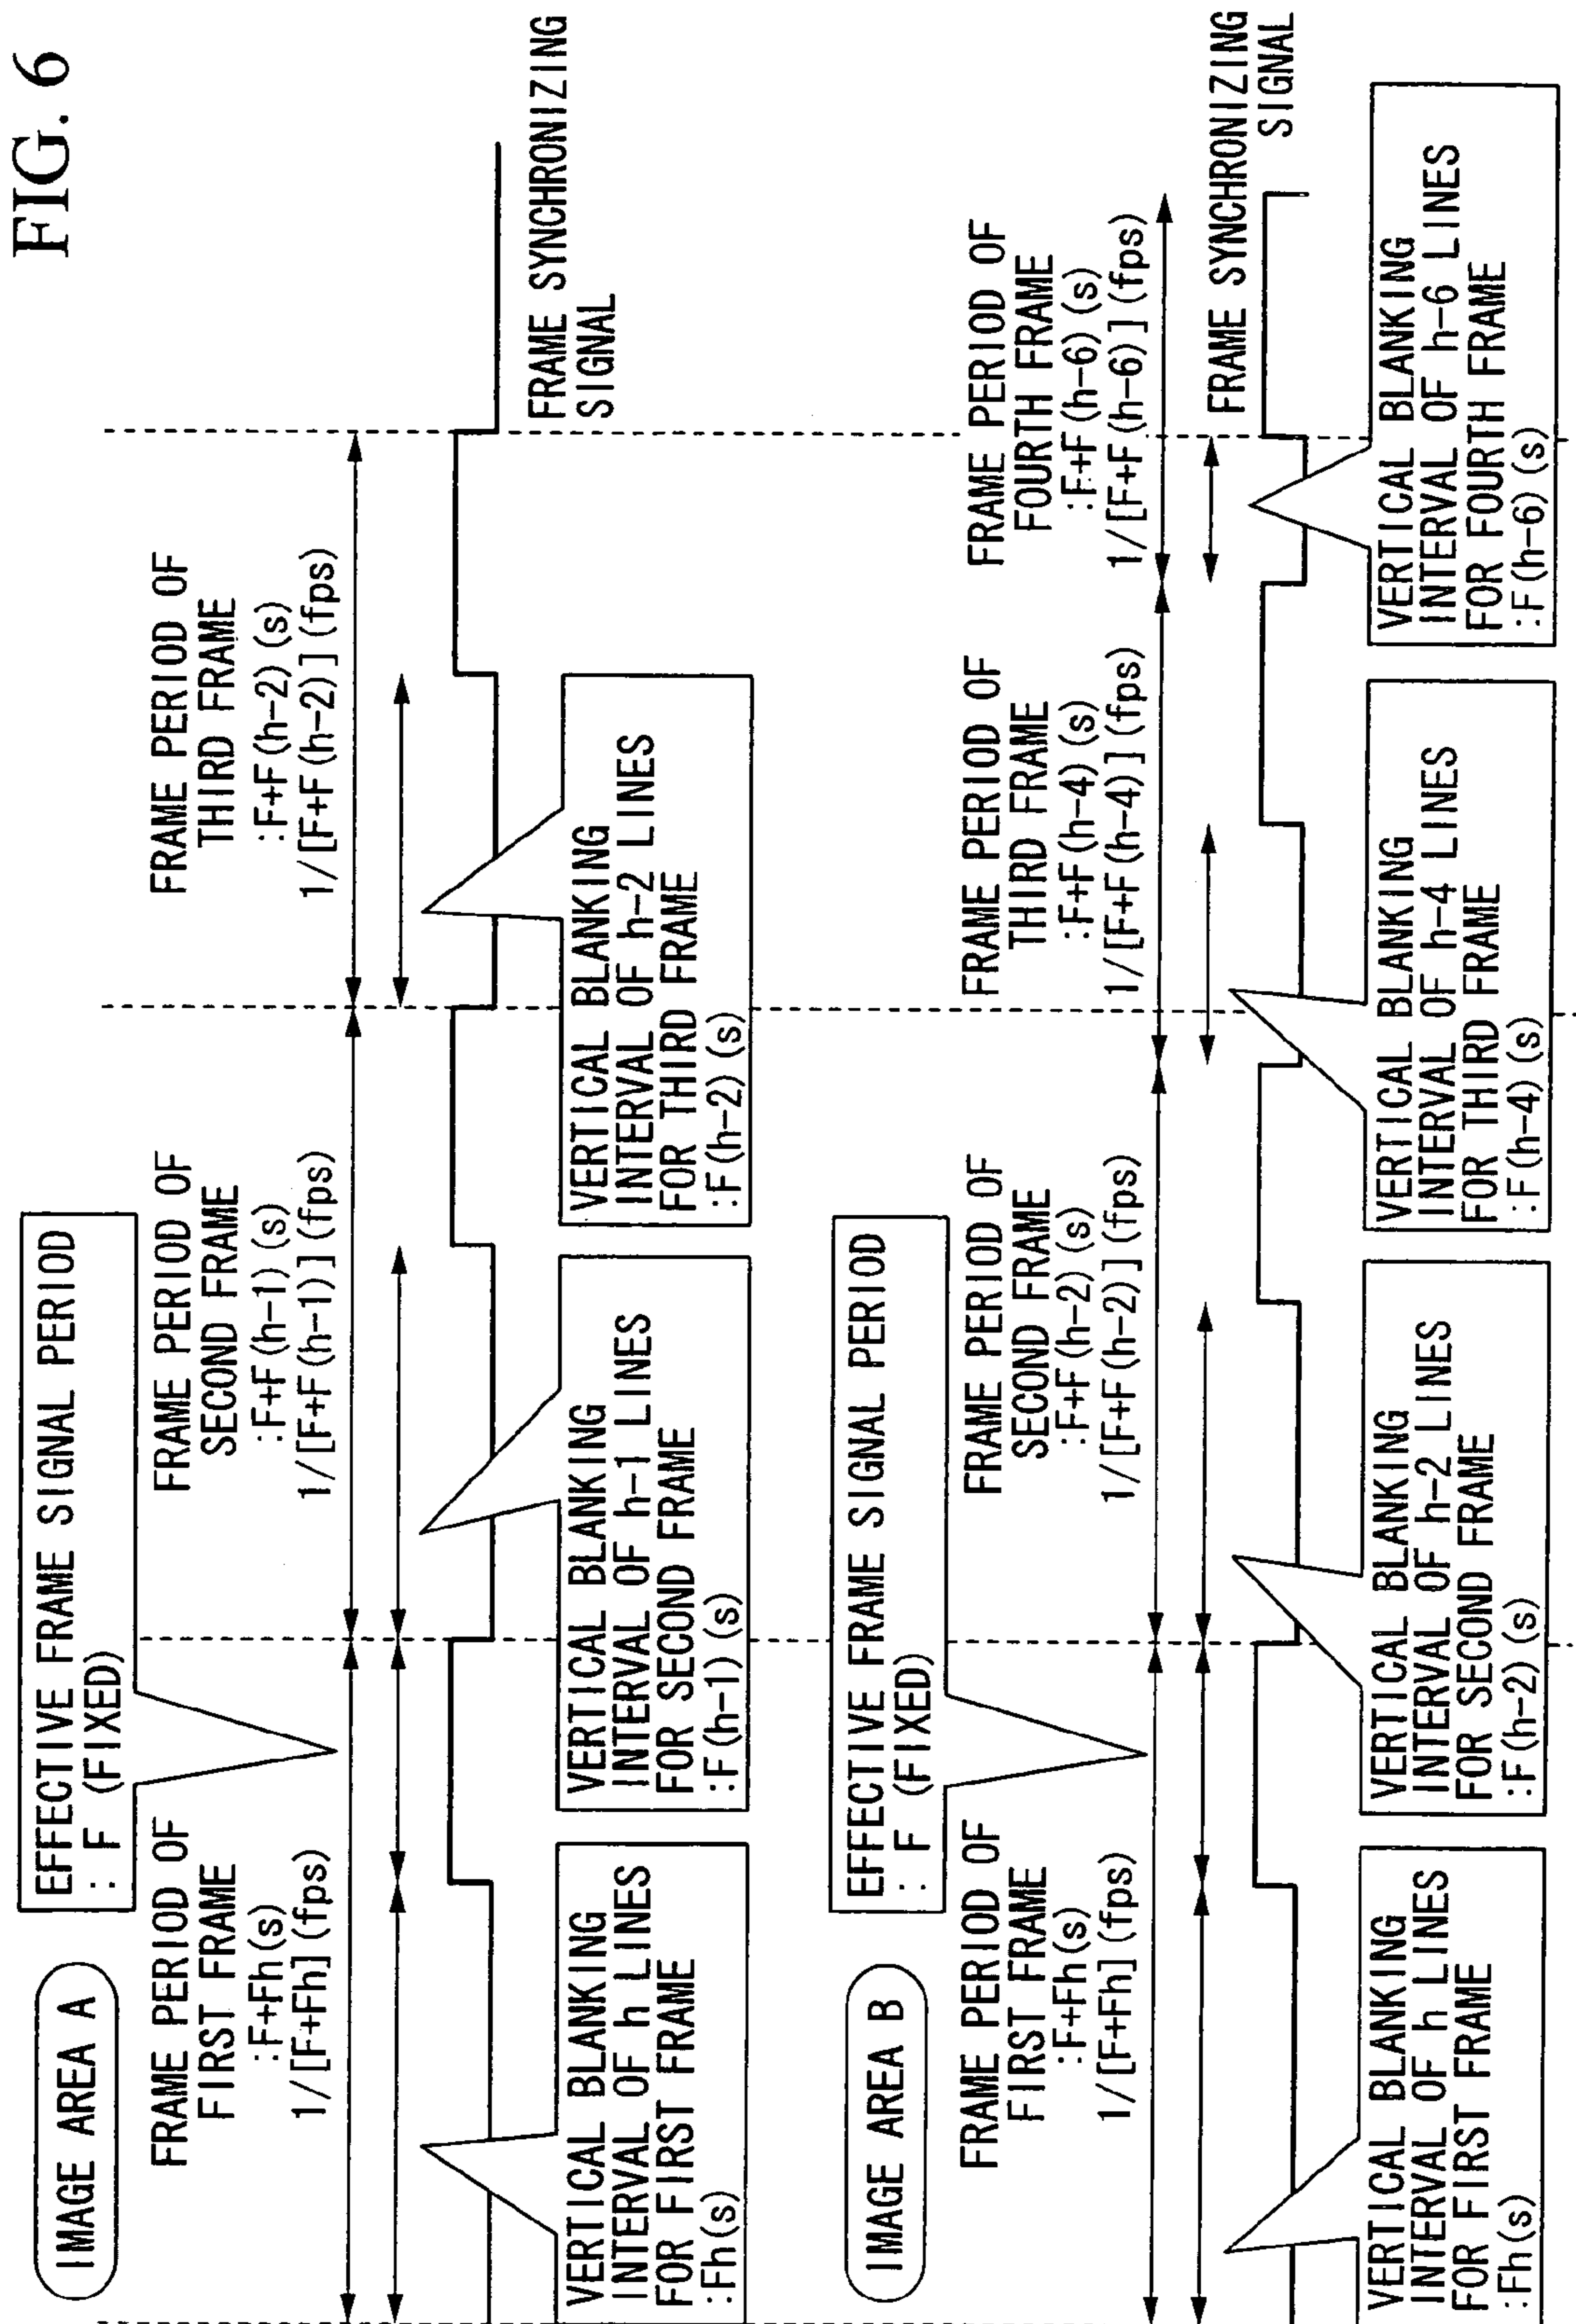 FIG. 6
IMAGE AREA A
EFFECTIVE FRAME SIGNAL PERIOD
: F (FIXED)
FRAME PERIOD OF
FIRST FRAME
:F+Fh(s)
1/[F+Fh](fps)
FRAME PERIOD OF
SECOND FRAME
:F+F(h-1)(s)
1/[F+F(h-1)](fps)
FRAME PERIOD OF
THIRD FRAME
:F+F(h-2)(s)
1/[F+F(h-2)](fps)
FRAME SYNCHRONIZING
SIGNAL
VERTICAL BLANKING
INTERVAL OF h LINES
FOR FIRST FRAME
:Fh(s)
VERTICAL BLANKING
INTERVAL OF h-1 LINES
FOR SECOND FRAME
:F(h-1)(s)
VERTICAL BLANKING
INTERVAL OF h-2 LINES
FOR THIRD FRAME
:F(h-2)(s)
IMAGE AREA B
EFFECTIVE FRAME SIGNAL PERIOD
: F (FIXED)
FRAME PERIOD OF
FIRST FRAME
:F+Fh(s)
1/[F+Fh](fps)
FRAME PERIOD OF
SECOND FRAME
:F+F(h-2)(s)
1/[F+F(h-2)](fps)
FRAME PERIOD OF
THIRD FRAME
:F+F(h-4)(s)
1/[F+F(h-4)](fps)
FRAME PERIOD OF
FOURTH FRAME
:F+F(h-6)(s)
1/[F+F(h-6)](fps)
FRAME SYNCHRONIZING
SIGNAL
VERTICAL BLANKING
INTERVAL OF h LINES
FOR FIRST FRAME
:Fh(s)
VERTICAL BLANKING
INTERVAL OF h-2 LINES
FOR SECOND FRAME
:F(h-2)(s)
VERTICAL BLANKING
INTERVAL OF h-4 LINES
FOR THIRD FRAME
:F(h-4)(s)
VERTICAL BLANKING
INTERVAL OF h-6 LINES
FOR FOURTH FRAME
:F(h-6)(s)